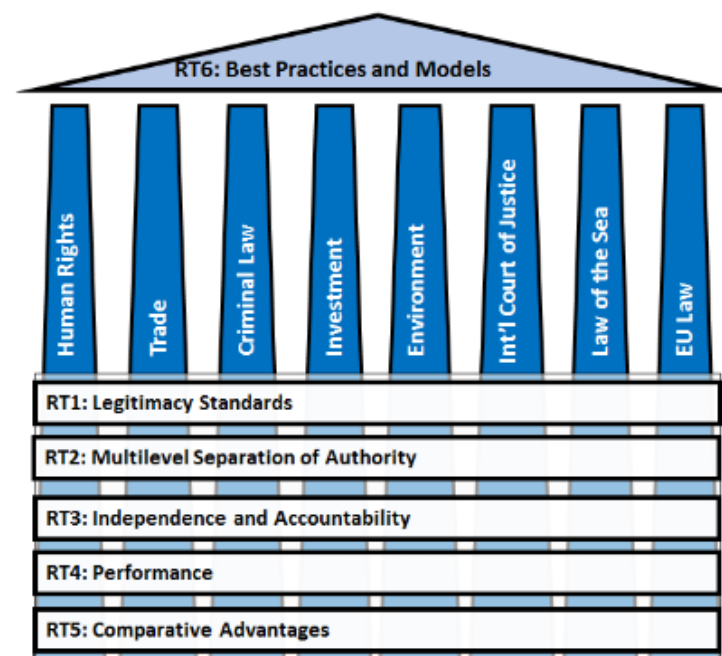 RT6: Best Practices and Models
Human Rights
Trade
Criminal Law
Investment
Environment
Int'l Court of Justice
Law of the Sea
EU Law
RT1: Legitimacy Standards
RT2: Multilevel Separation of Authority
RT3: Independence and Accountability
RT4: Performance
RT5: Comparative Advantages